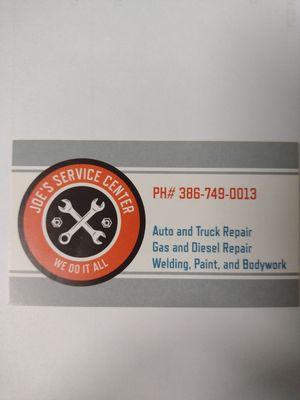 JOE'S SERVICE CENTER
WE DO IT ALL
PH# 386-749-0013
Auto and Truck Repair
Gas and Diesel Repair
Welding, Paint, and Bodywork